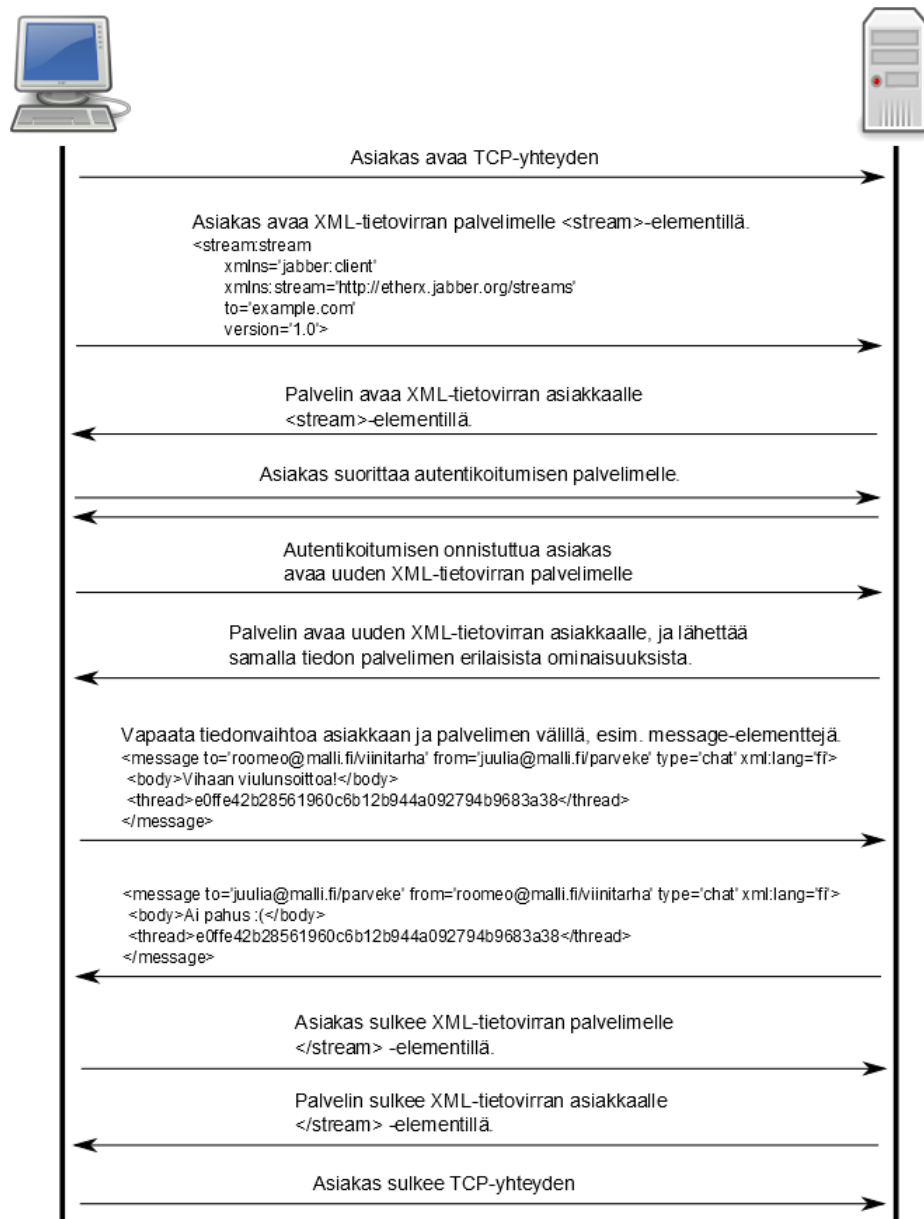 Asiakas avaa TCP-yhteyden
Asiakas avaa XML-tietovirran palvelimelle <stream>-elementillä.
<stream:stream
xmlns='jabber:client'
xmlns:stream='http://etherx.jabber.org/streams'
to='example.com'
version='1.0'>
Palvelin avaa XML-tietovirran asiakkaalle
<stream>-elementillä.
Asiakas suorittaa autentikoitumisen palvelimelle.
Autentikoitumisen onnistuttua asiakas
avaa uuden XML-tietovirran palvelimelle
Palvelin avaa uuden XML-tietovirran asiakkaalle, ja lähettää
samalla tiedon palvelimen erilaisista ominaisuuksista.
Vapaata tiedonvaihtoa asiakkaan ja palvelimen välillä, esim. message-elementtejä.
<message to='roomeo@malli.fi/viinitarha' from='juulia@malli.fi/parveke' type='chat' xml:lang='fi'>
<body>Vihaan viulunsoittoa!</body>
<thread>e0ffe42b28561960c6b12b944a092794b9683a38</thread>
</message>
<message to='juulia@malli.fi/parveke' from='roomeo@malli.fi/viinitarha' type='chat' xml:lang='fi'>
<body>Ai pahus :(</body>
<thread>e0ffe42b28561960c6b12b944a092794b9683a38</thread>
</message>
Asiakas sulkee XML-tietovirran palvelimelle
</stream> -elementillä.
Palvelin sulkee XML-tietovirran asiakkaalle
</stream> -elementillä.
Asiakas sulkee TCP-yhteyden